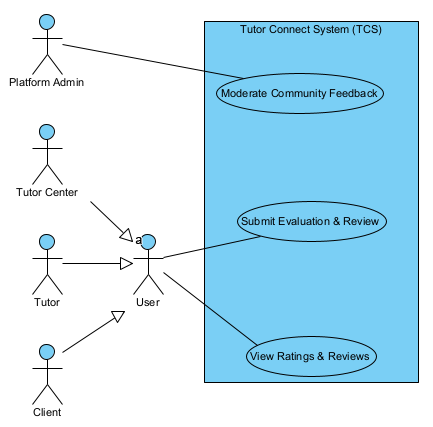 Tutor Connect System (TCS)
Platform Admin
Moderate Community Feedback
Tutor Center
a
Submit Evaluation & Review
Tutor
User
View Ratings & Reviews
Client